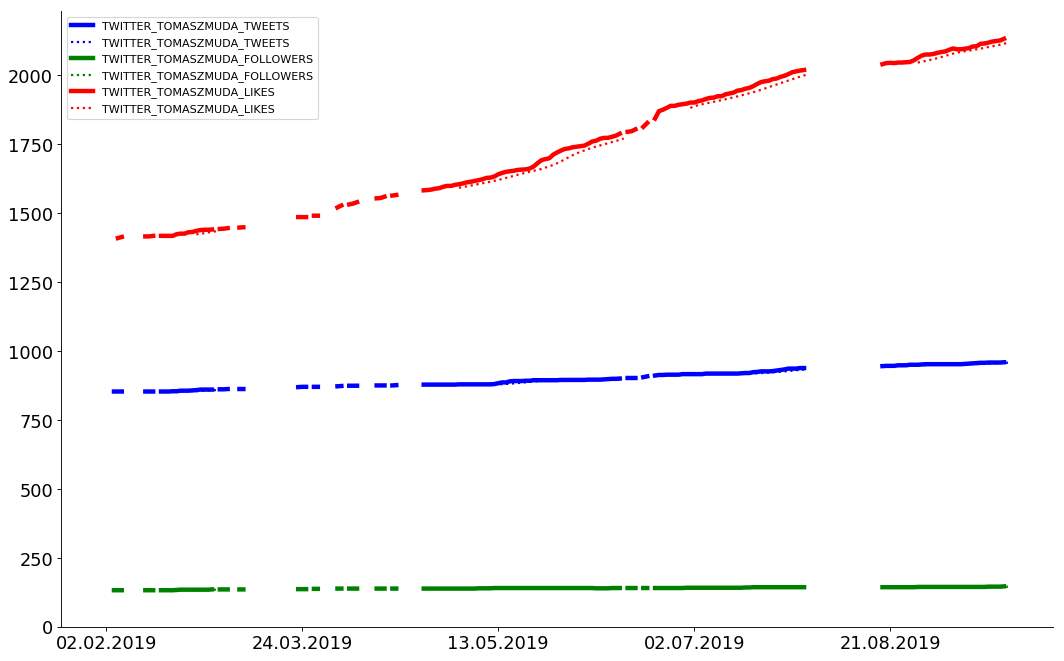 TWITTER_TOMASZMUDA_TWEETS
TWITTER_TOMASZMUDA_TWEETS
TWITTER_TOMASZMUDA_FOLLOWERS
TWITTER_TOMASZMUDA_FOLLOWERS
TWITTER_TOMASZMUDA_LIKES
TWITTER_TOMASZMUDA_LIKES
2000
1750
1500
1250
1000
750
500
250
0
02.02.2019 24.03.2019 13.05.2019 02.07.2019 21.08.2019